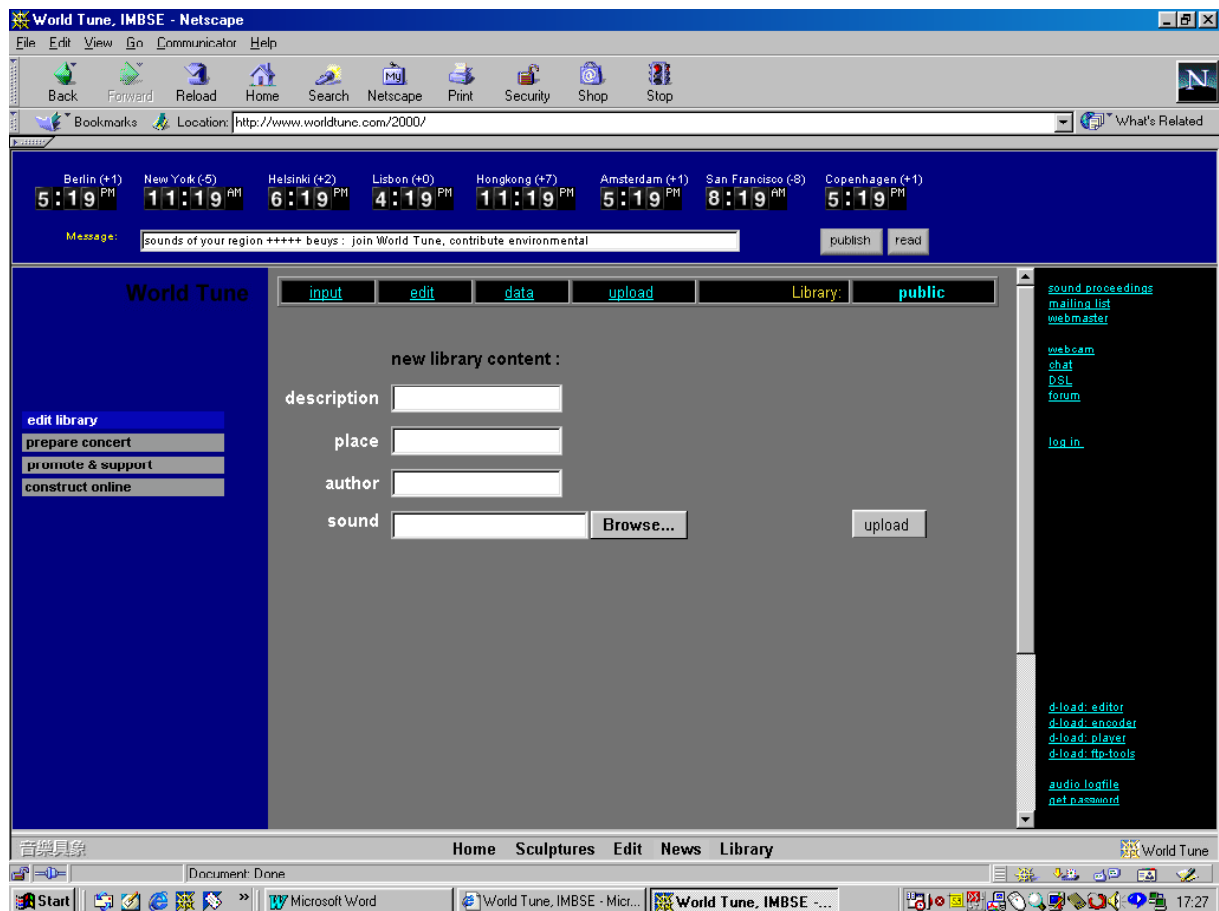 World Tune, IMBSE - Netscape
File Edit View Go Communicator Help
Back Forward Reload Home Search Netscape Print Security Shop Stop
My
N
Bookmarks Location: http://www.worldtune.com/2000/ What's Related
Berlin (+1) New York (-5) Helsinki (+2) Lisbon (+0) Hongkong (+7) Amsterdam (+1) San Francisco (-8) Copenhagen (+1)
5:19 PM 11:19 AM 6:19 PM 4:19 PM 11:19 PM 5:19 PM 8:19 AM 5:19 PM
Message: sounds of your region +++++ beuys : join World Tune, contribute environmental publish read
World Tune
input edit data upload Library: public
new library content :
description
place
author
sound Browse... upload
edit library
prepare concert
promote & support
construct online
sound proceedings
mailing list
webmaster
webcam
chat
DSL
forum
log in
d-load: editor
d-load: encoder
d-load: player
d-load: ftp-tools
audio logfile
get password
音樂具象 Home Sculptures Edit News Library World Tune
Document: Done
Start » Microsoft Word World Tune, IMBSE - Micr... World Tune, IMBSE -... 17:27